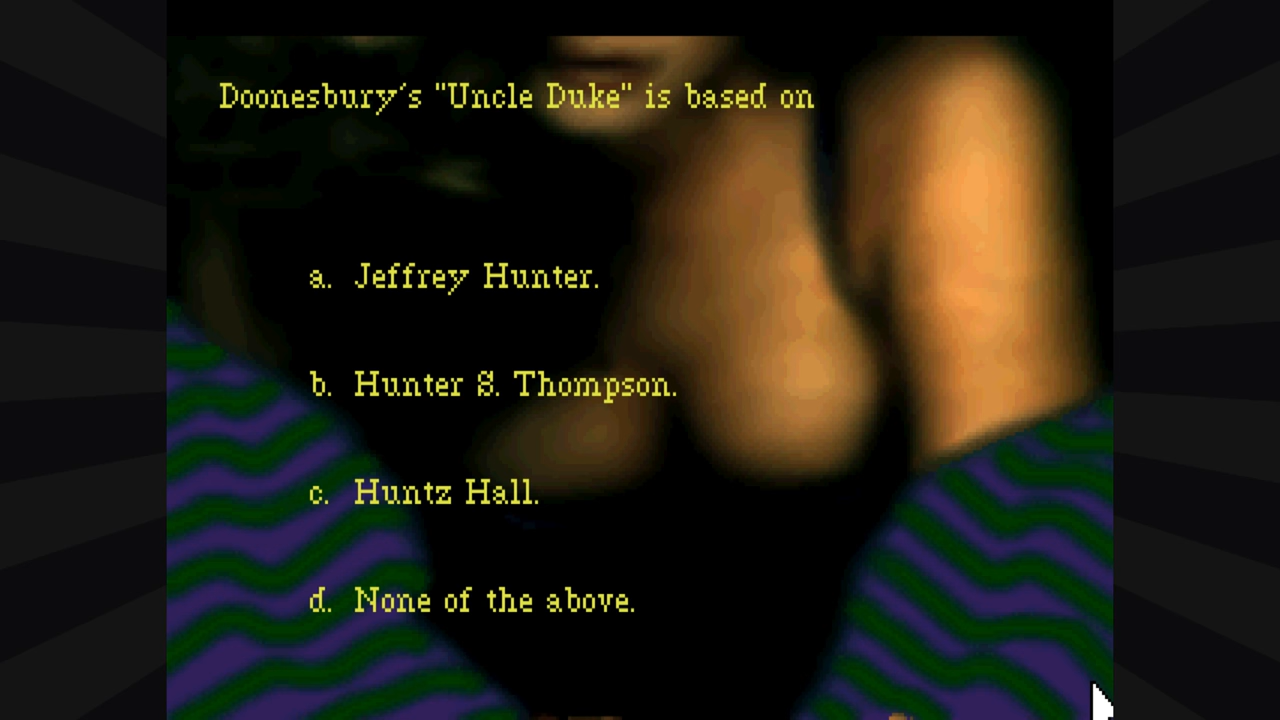 Doonesbury's "Uncle Duke" is based on
a. Jeffrey Hunter.
b. Hunter S. Thompson.
c. Huntz Hall.
d. None of the above.